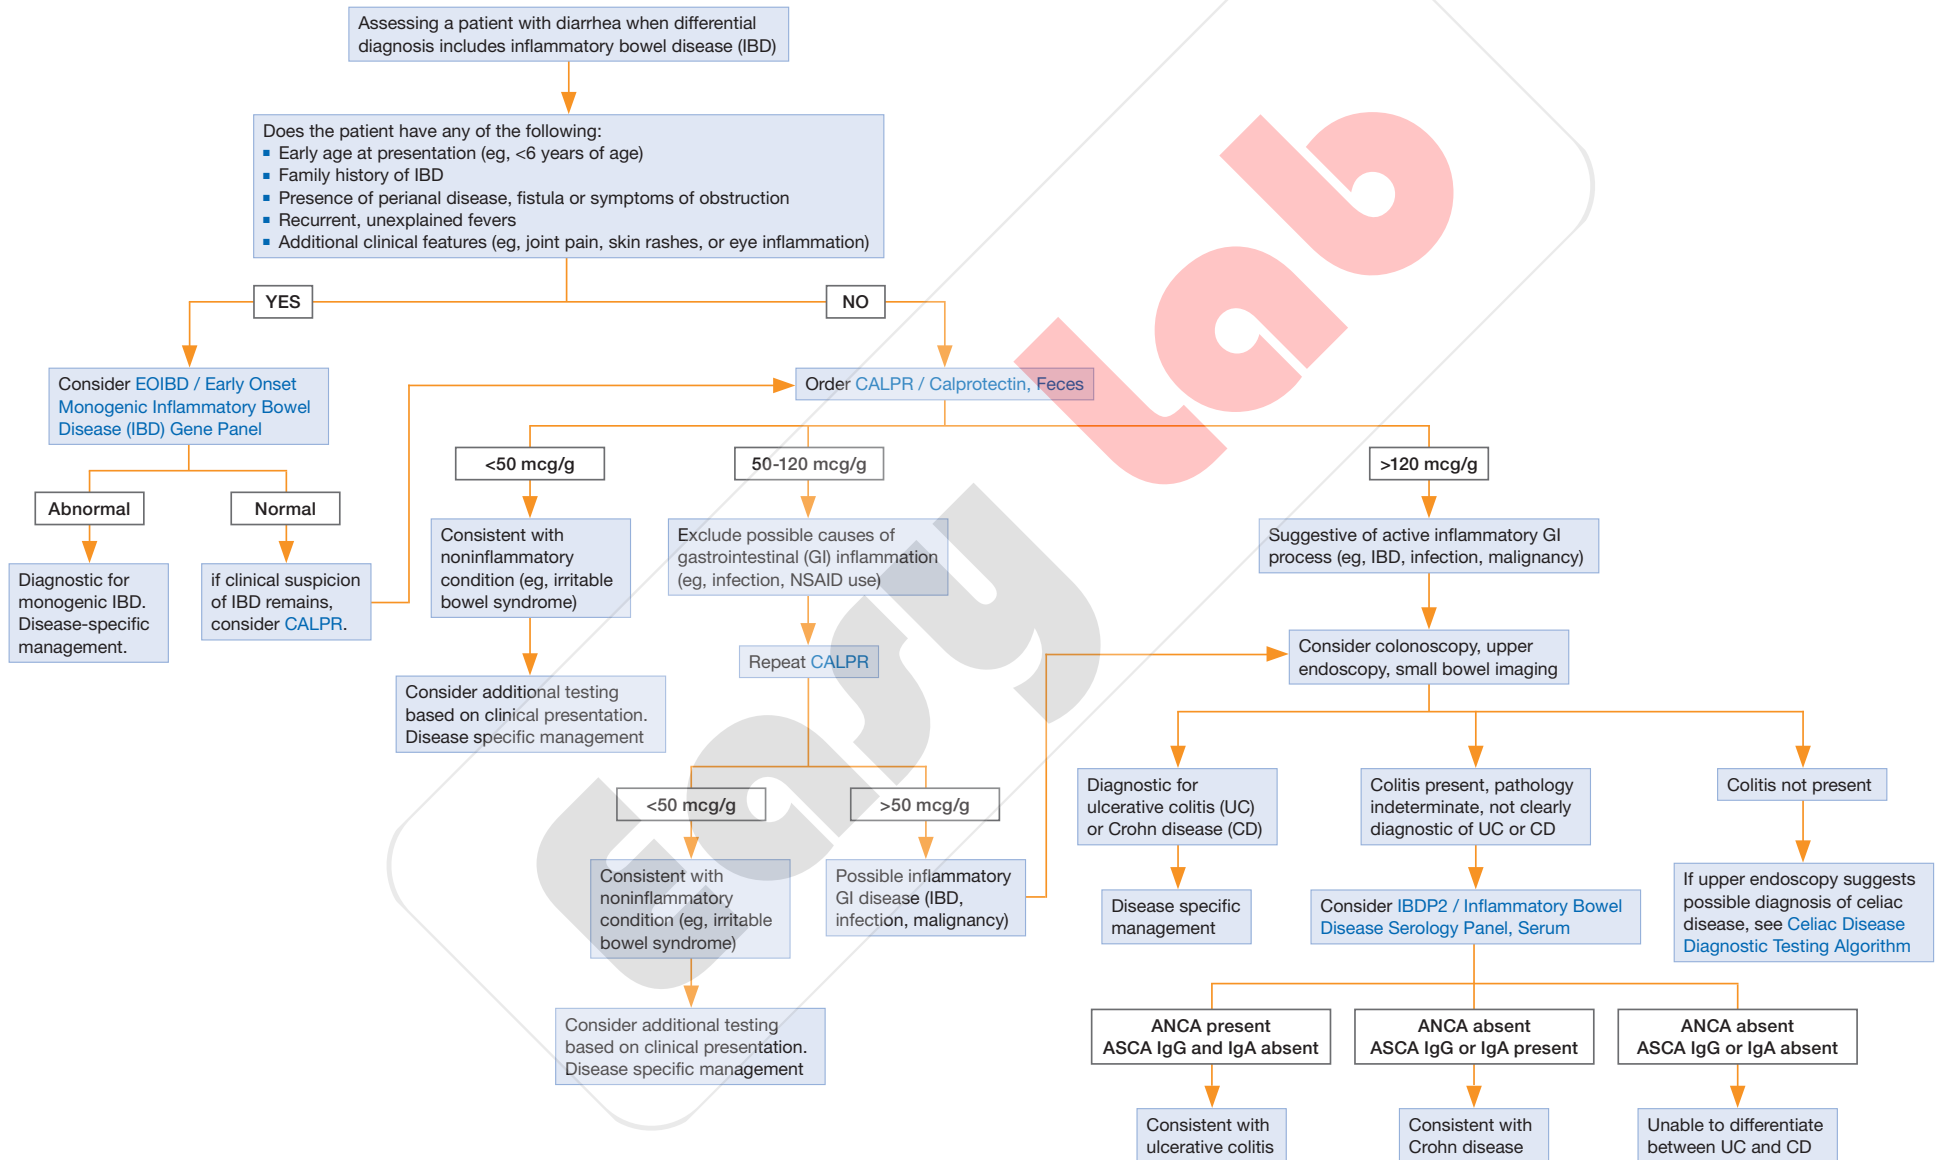 Assessing a patient with diarrhea when differential
diagnosis includes inflammatory bowel disease (IBD)
Does the patient have any of the following:
▪ Early age at presentation (eg, <6 years of age)
▪ Family history of IBD
▪ Presence of perianal disease, fistula or symptoms of obstruction
▪ Recurrent, unexplained fevers
▪ Additional clinical features (eg, joint pain, skin rashes, or eye inflammation)
YES
NO
Consider EOIBD / Early Onset
Monogenic Inflammatory Bowel
Disease (IBD) Gene Panel
Order CALPR / Calprotectin, Feces
Abnormal
Normal
Diagnostic for
monogenic IBD.
Disease-specific
management.
if clinical suspicion
of IBD remains,
consider CALPR.
<50 mcg/g
50-120 mcg/g
>120 mcg/g
Consistent with
noninflammatory
condition (eg, irritable
bowel syndrome)
Consider additional testing
based on clinical presentation.
Disease specific management
Exclude possible causes of
gastrointestinal (GI) inflammation
(eg, infection, NSAID use)
Repeat CALPR
<50 mcg/g
>50 mcg/g
Consistent with
noninflammatory
condition (eg, irritable
bowel syndrome)
Possible inflammatory
GI disease (IBD,
infection, malignancy)
Consider additional testing
based on clinical presentation.
Disease specific management
Suggestive of active inflammatory GI
process (eg, IBD, infection, malignancy)
Consider colonoscopy, upper
endoscopy, small bowel imaging
Diagnostic for
ulcerative colitis (UC)
or Crohn disease (CD)
Disease specific
management
Colitis present, pathology
indeterminate, not clearly
diagnostic of UC or CD
Consider IBDP2 / Inflammatory Bowel
Disease Serology Panel, Serum
Colitis not present
If upper endoscopy suggests
possible diagnosis of celiac
disease, see Celiac Disease
Diagnostic Testing Algorithm
ANCA present
ASCA IgG and IgA absent
ANCA absent
ASCA IgG or IgA present
ANCA absent
ASCA IgG or IgA absent
Consistent with
ulcerative colitis
Consistent with
Crohn disease
Unable to differentiate
between UC and CD
Easy lab